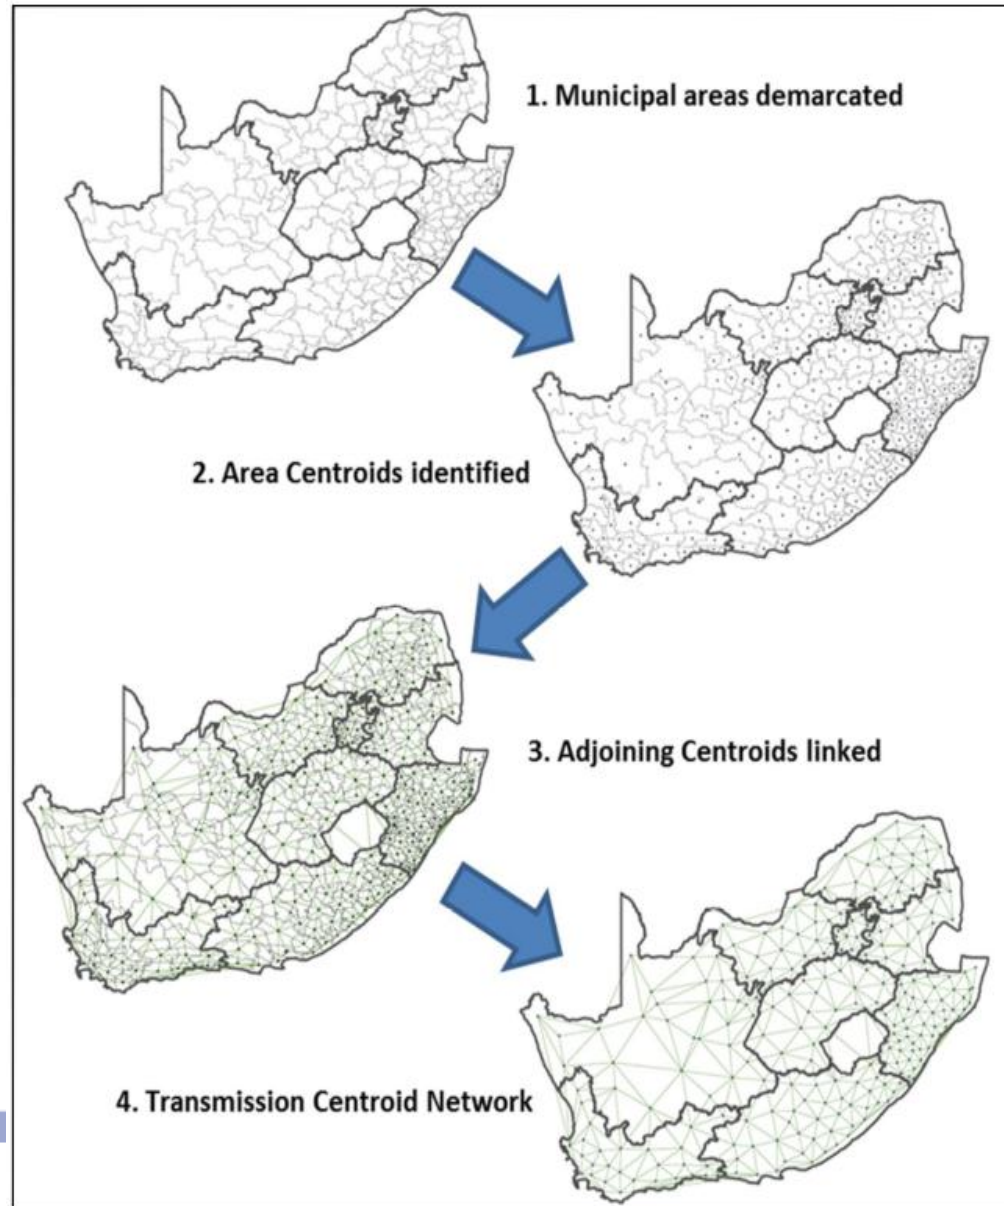 1. Municipal areas demarcated
2. Area Centroids identified
3. Adjoining Centroids linked
4. Transmission Centroid Network